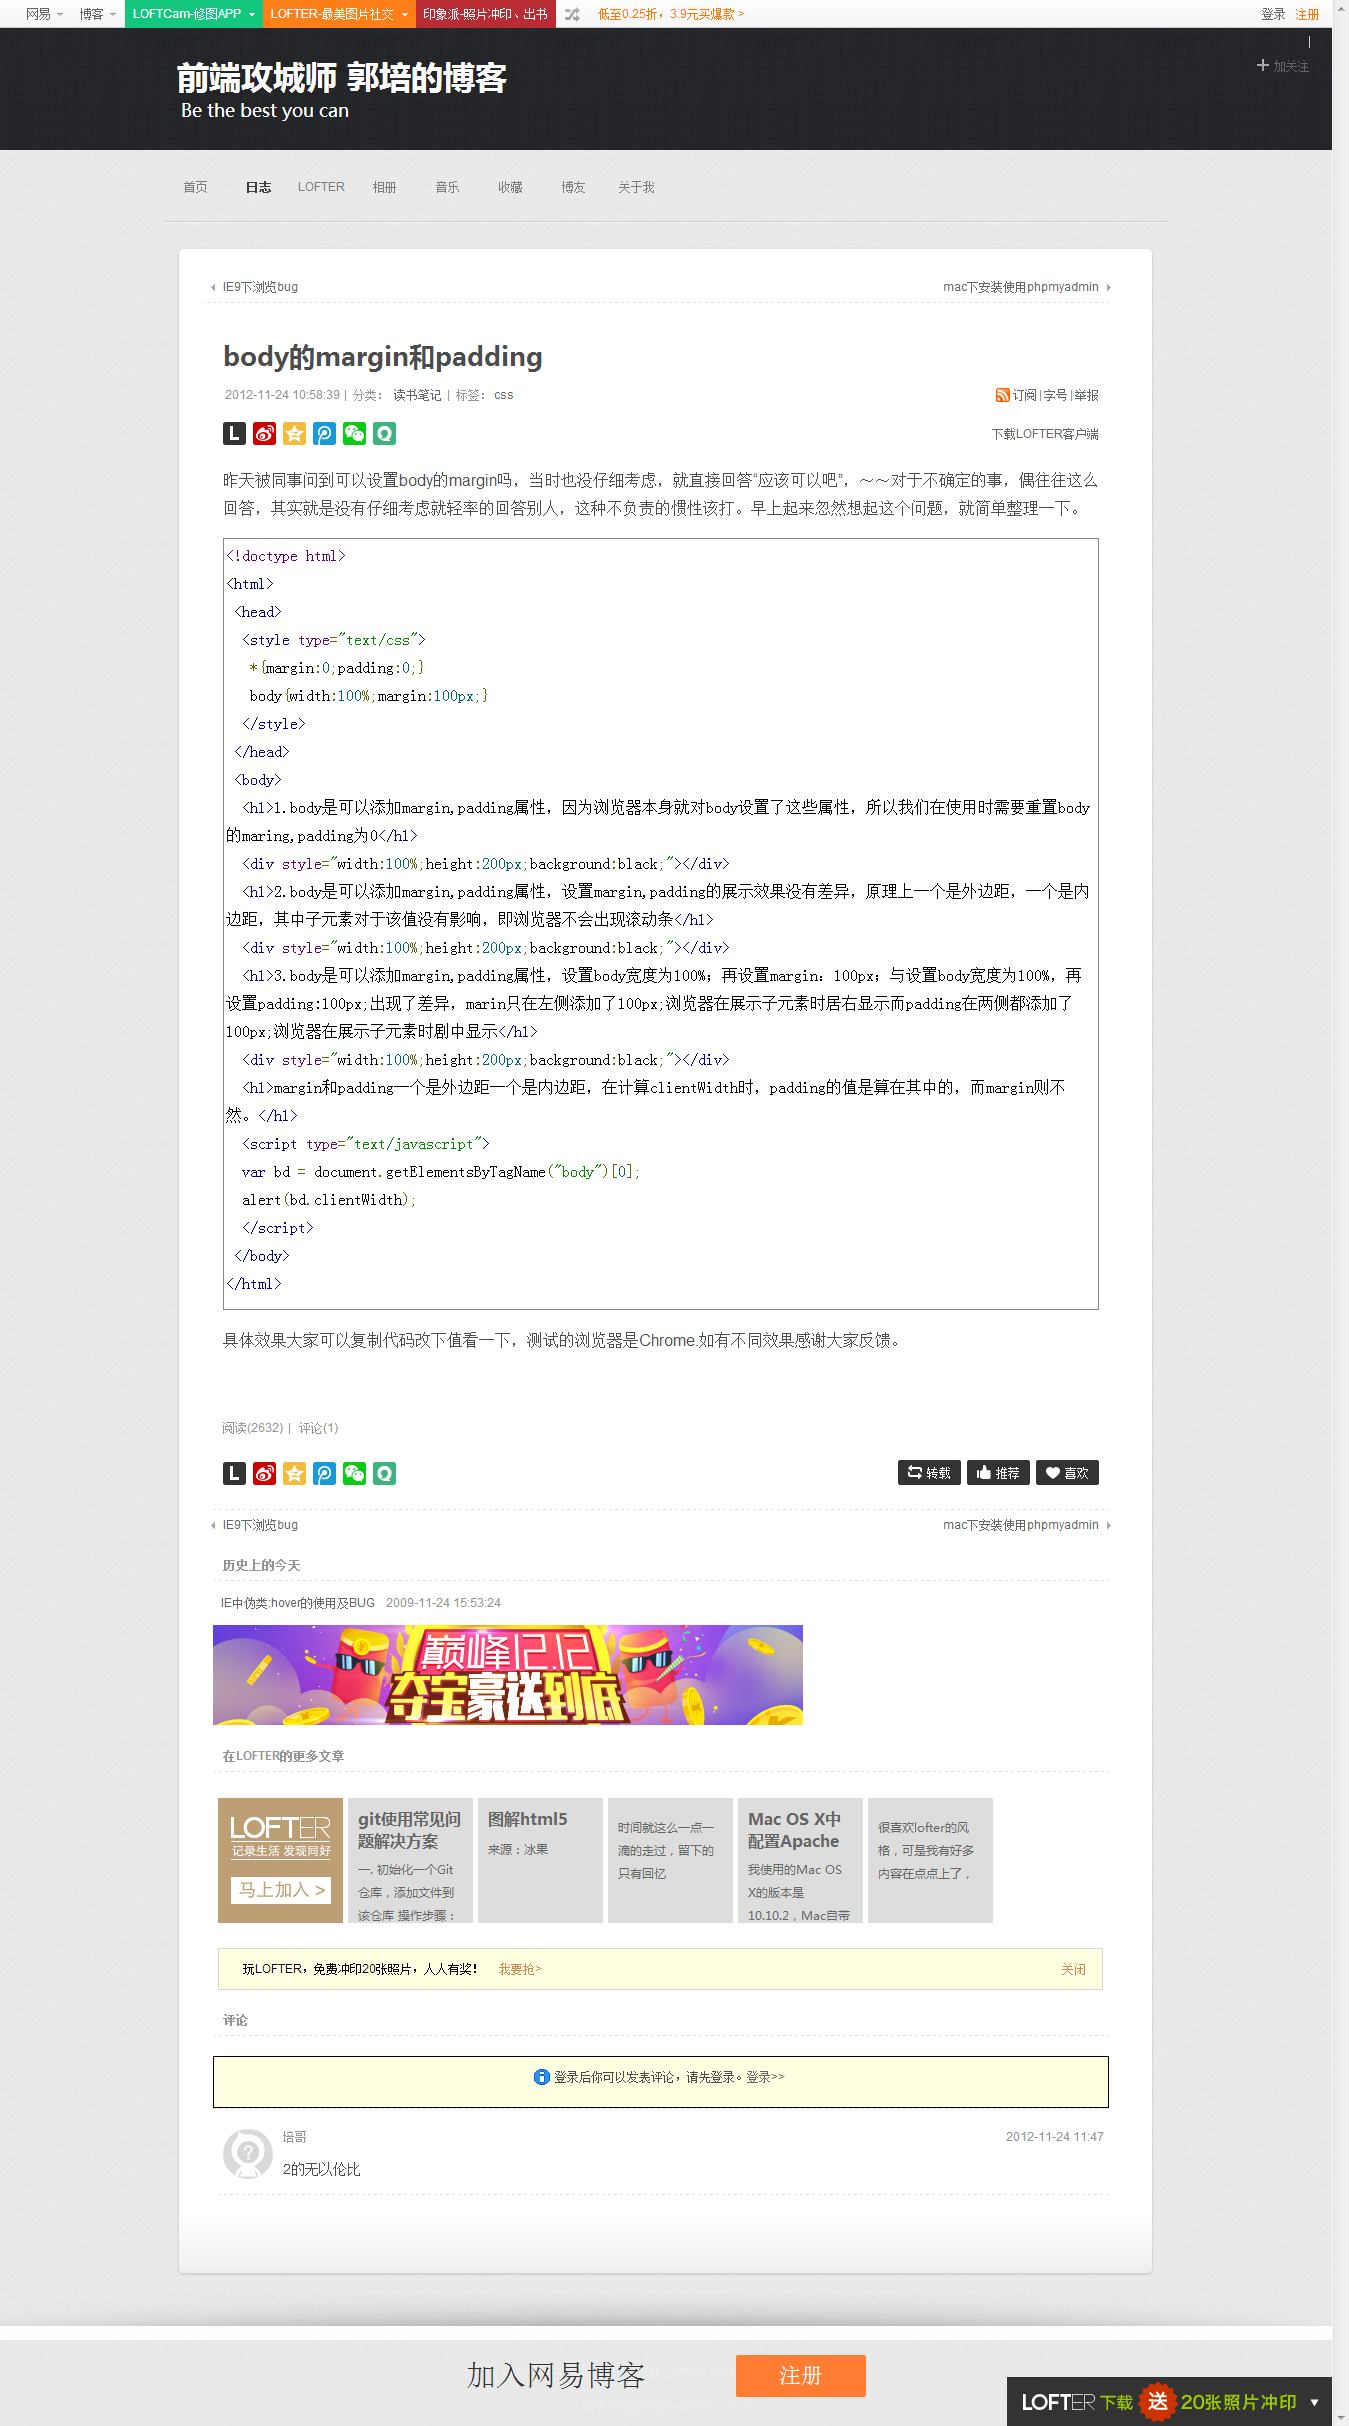 网易 博客 LOFTCam-修图APP LOFTER-最美图片社交 印象派-照片冲印、出书 低至0.25折，3.9元买爆款 > 登录 注册
|
加关注
前端攻城师 郭培的博客
Be the best you can
首页 日志 LOFTER 相册 音乐 收藏 博友 关于我
IE9下浏览bug mac下安装使用phpmyadmin
body的margin和padding
2012-11-24 10:58:39 | 分类： 读书笔记 | 标签： css 订阅 | 字号 | 举报
下载LOFTER客户端
昨天被同事问到可以设置body的margin吗，当时也没仔细考虑，就直接回答“应该可以吧”，～～对于不确定的事，偶往往这么
回答，其实就是没有仔细考虑就轻率的回答别人，这种不负责的惯性该打。早上起来忽然想起这个问题，就简单整理一下。
<!doctype html>
<html>
<head>
<style type="text/css">
*{margin:0;padding:0;}
body{width:100%;margin:100px;}
</style>
</head>
<body>
<h1>1.body是可以添加margin,padding属性，因为浏览器本身就对body设置了这些属性，所以我们在使用时需要重置body
的maring,padding为0</h1>
<div style="width:100%;height:200px;background:black;"></div>
<h1>2.body是可以添加margin,padding属性，设置margin,padding的展示效果没有差异，原理上一个是外边距，一个是内
边距，其中子元素对于该值没有影响，即浏览器不会出现滚动条</h1>
<div style="width:100%;height:200px;background:black;"></div>
<h1>3.body是可以添加margin,padding属性，设置body宽度为100%；再设置margin：100px；与设置body宽度为100%，再
设置padding:100px;出现了差异，marin只在左侧添加了100px;浏览器在展示子元素时居右显示而padding在两侧都添加了
100px;浏览器在展示子元素时剧中显示</h1>
<div style="width:100%;height:200px;background:black;"></div>
<h1>margin和padding一个是外边距一个是内边距，在计算clientWidth时，padding的值是算在其中的，而margin则不
然。</h1>
<script type="text/javascript">
var bd = document.getElementsByTagName("body")[0];
alert(bd.clientWidth);
</script>
</body>
</html>
具体效果大家可以复制代码改下值看一下，测试的浏览器是Chrome.如有不同效果感谢大家反馈。
阅读(2632) | 评论(1)
转载 推荐 喜欢
IE9下浏览bug mac下安装使用phpmyadmin
历史上的今天
IE中伪类:hover的使用及BUG 2009-11-24 15:53:24
巅峰12.12
夺宝豪送到底
在LOFTER的更多文章
LOFTER
记录生活 发现同好
马上加入 >
git使用常见问
题解决方案
一. 初始化一个Git
仓库，添加文件到
该仓库 操作步骤：
图解html5
来源：冰果
时间就这么一点一
滴的走过，留下的
只有回忆
Mac OS X中
配置Apache
我使用的Mac OS
X的版本是
10.10.2，Mac自带
很喜欢lofter的风
格，可是我有好多
内容在点点上了，
玩LOFTER，免费冲印20张照片，人人有奖！ 我要抢> 关闭
评论
登录后你可以发表评论，请先登录。登录>>
培哥 2012-11-24 11:47
2的无以伦比
加入网易博客 注册
LOFTER 下载 送 20张照片冲印